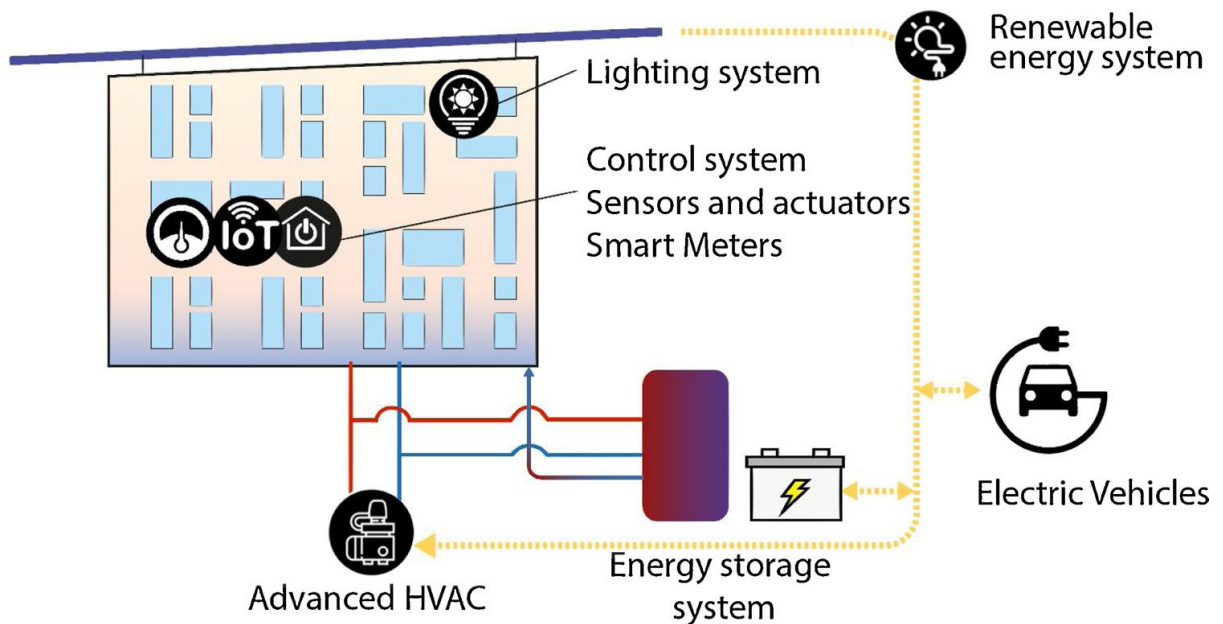 Renewable
energy system
Lighting system
Control system
Sensors and actuators
Smart Meters
IoT
Electric Vehicles
Energy storage
system
Advanced HVAC